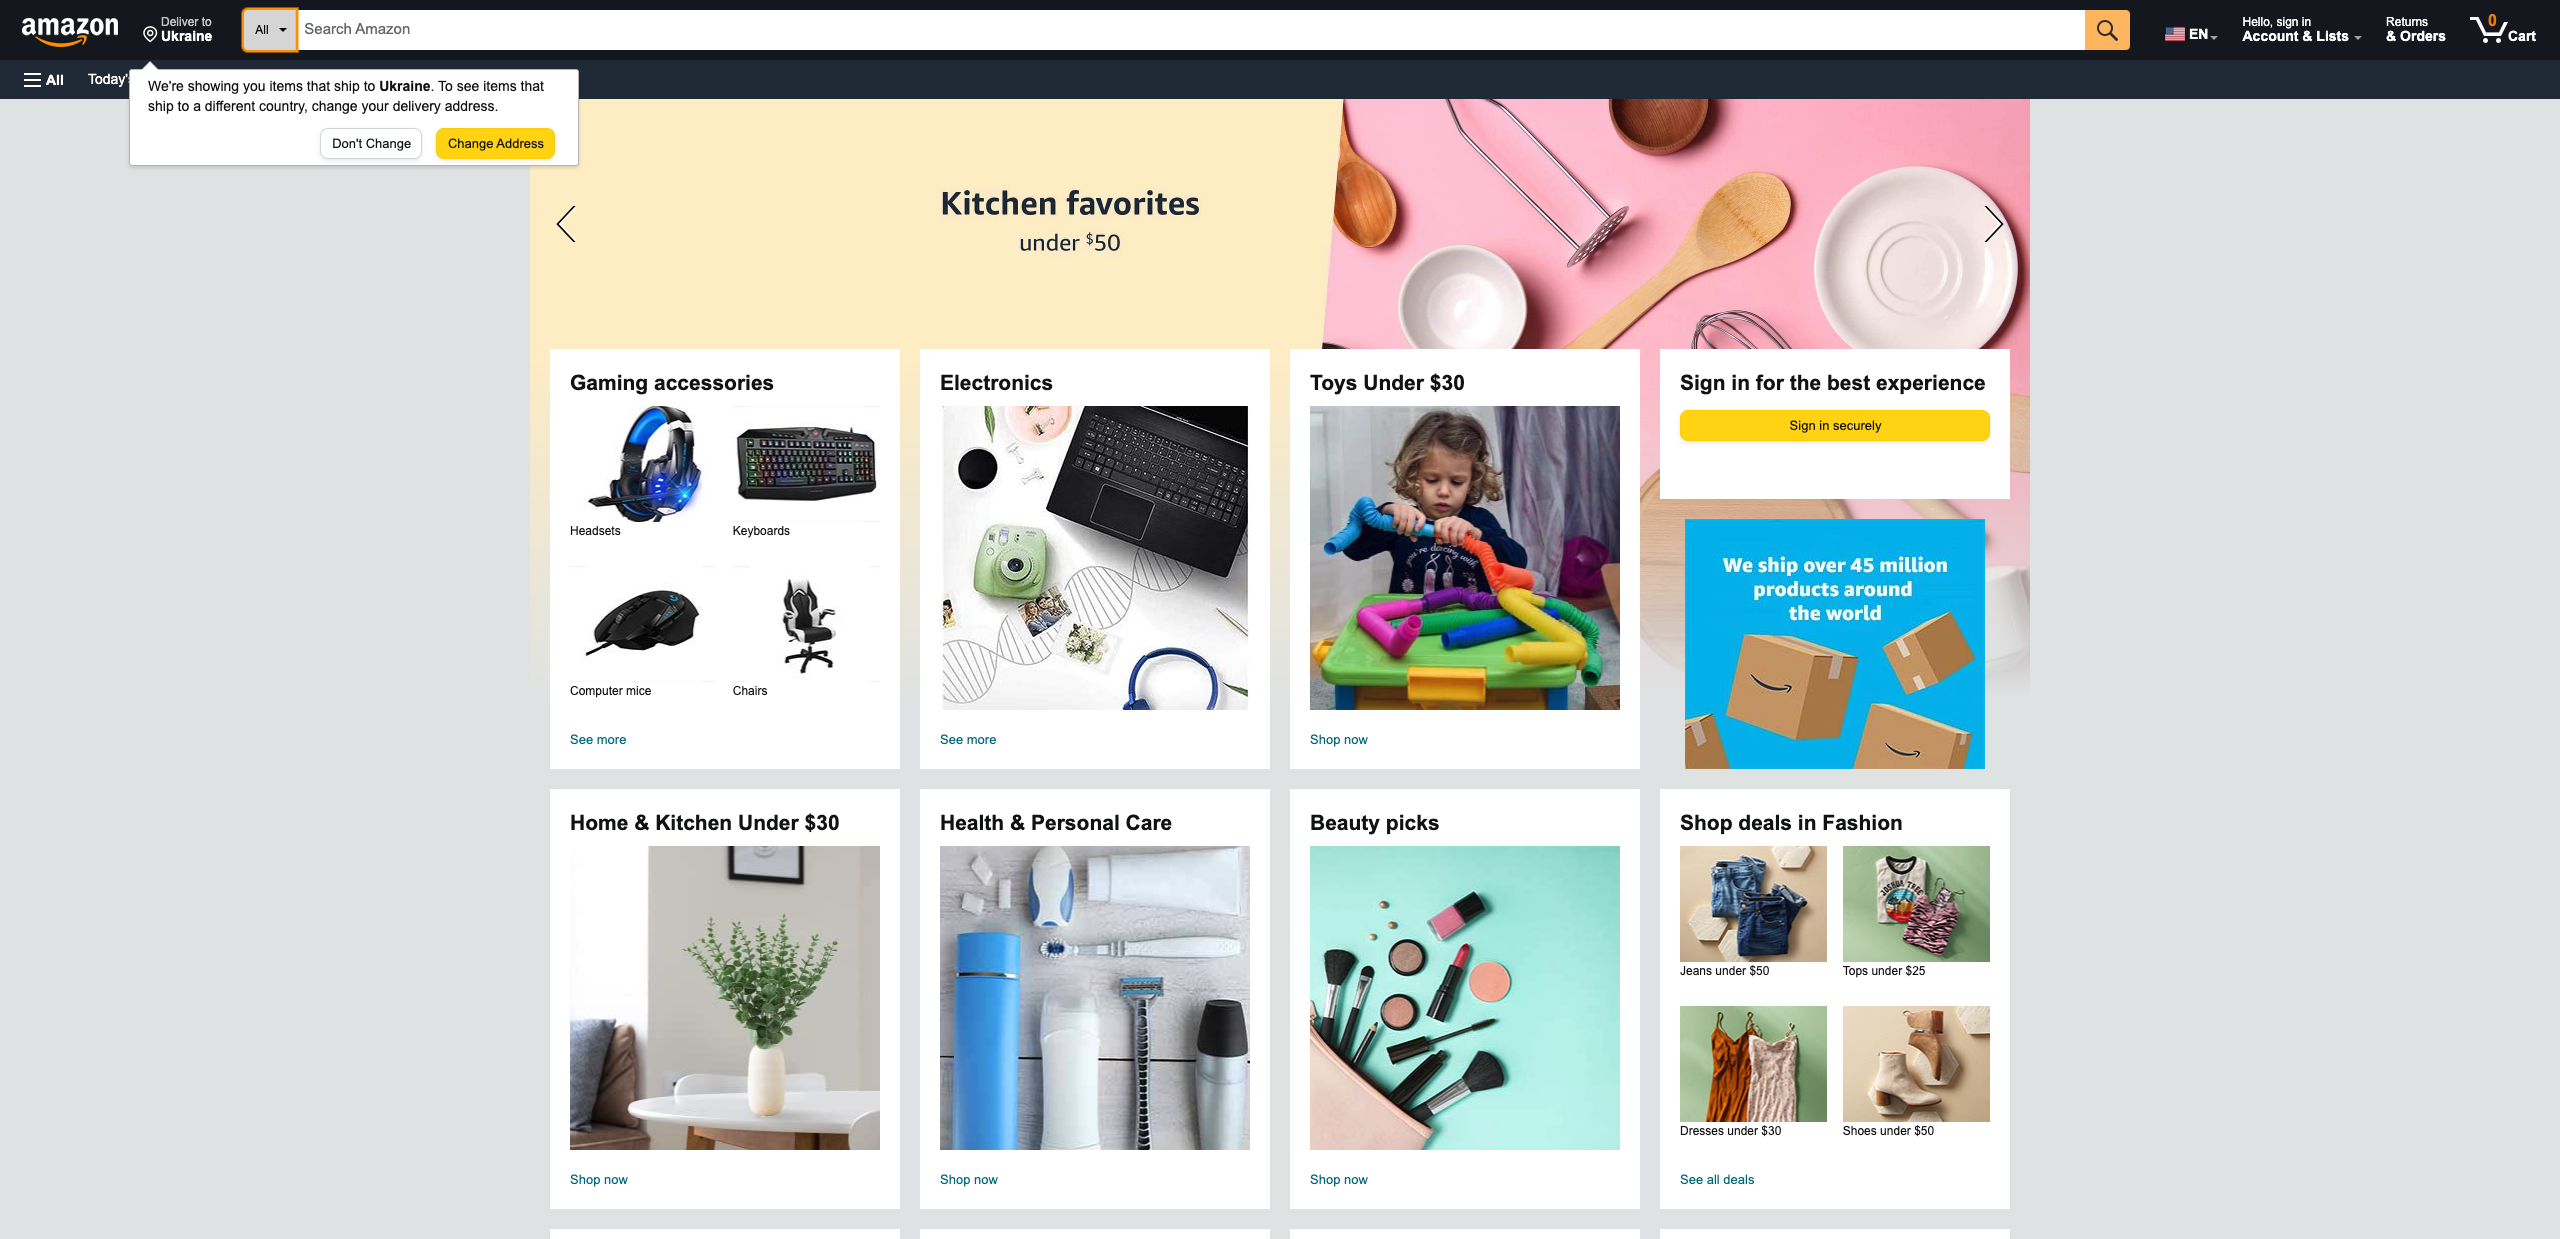 amazon
Deliver to
Ukraine
All
Search Amazon
EN
Hello, sign in
Account & Lists
Returns
& Orders
0
Cart
All
Today's
We're showing you items that ship to Ukraine. To see items that
ship to a different country, change your delivery address.
Don't Change
Change Address
Kitchen favorites
under $50
Gaming accessories
Headsets
Keyboards
Computer mice
Chairs
See more
Electronics
See more
Toys Under $30
you're dancing with
Shop now
Sign in for the best experience
Sign in securely
We ship over 45 million
products around
the world
Home & Kitchen Under $30
Shop now
Health & Personal Care
Shop now
Beauty picks
Shop now
Shop deals in Fashion
Jeans under $50
JOSHUA TREE
Tops under $25
Dresses under $30
Shoes under $50
See all deals